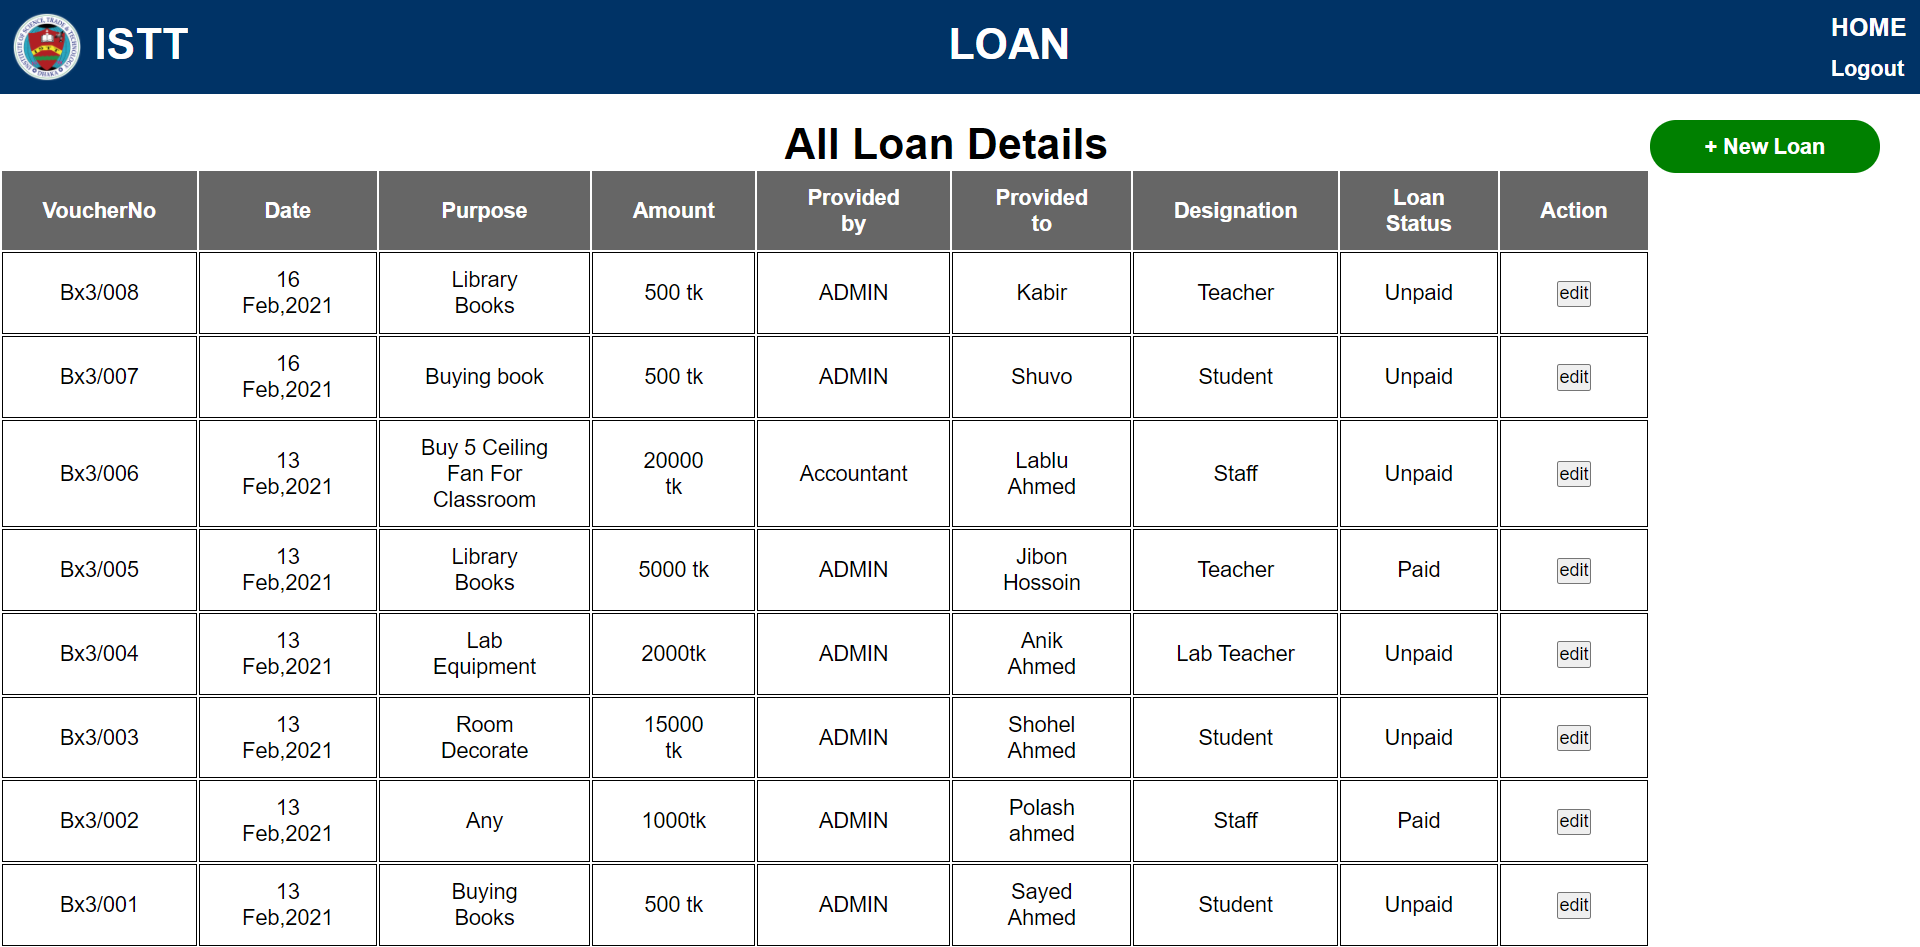 INSTITUTE OF SCIENCE, TRADE & TECHNOLOGY
DHAKA
ISTT
LOAN
HOME
Logout
All Loan Details
+ New Loan
VoucherNo
Date
Purpose
Amount
Provided
by
Provided
to
Designation
Loan
Status
Action
Bx3/008
16
Feb,2021
Library
Books
500 tk
ADMIN
Kabir
Teacher
Unpaid
edit
Bx3/007
16
Feb,2021
Buying book
500 tk
ADMIN
Shuvo
Student
Unpaid
edit
Bx3/006
13
Feb,2021
Buy 5 Ceiling
Fan For
Classroom
20000
tk
Accountant
Lablu
Ahmed
Staff
Unpaid
edit
Bx3/005
13
Feb,2021
Library
Books
5000 tk
ADMIN
Jibon
Hossoin
Teacher
Paid
edit
Bx3/004
13
Feb,2021
Lab
Equipment
2000tk
ADMIN
Anik
Ahmed
Lab Teacher
Unpaid
edit
Bx3/003
13
Feb,2021
Room
Decorate
15000
tk
ADMIN
Shohel
Ahmed
Student
Unpaid
edit
Bx3/002
13
Feb,2021
Any
1000tk
ADMIN
Polash
ahmed
Staff
Paid
edit
Bx3/001
13
Feb,2021
Buying
Books
500 tk
ADMIN
Sayed
Ahmed
Student
Unpaid
edit